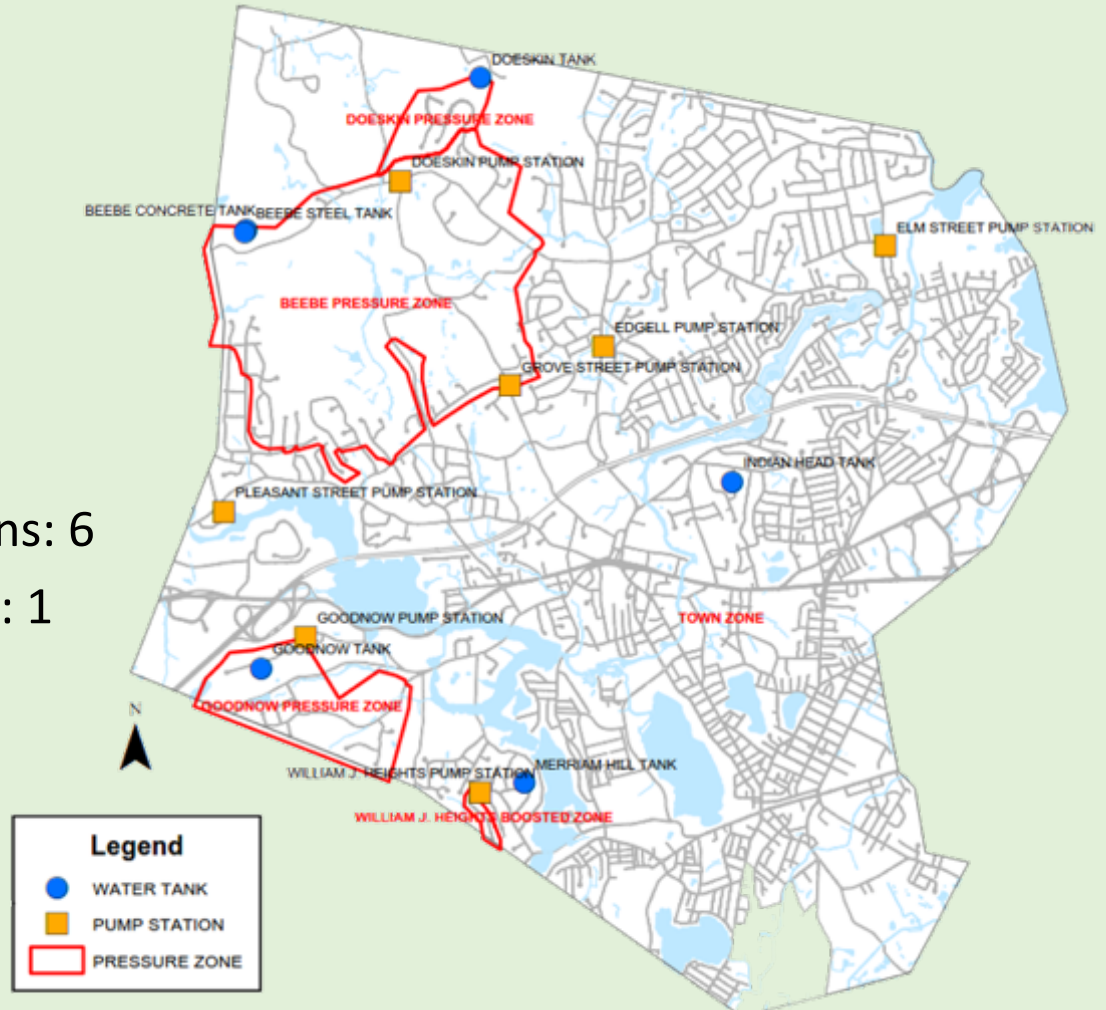 DOESKIN TANK
DOESKIN PRESSURE ZONE
DOESKIN PUMP STATION
BEEBE CONCRETE TANK
BEEBE STEEL TANK
ELM STREET PUMP STATION
BEEBE PRESSURE ZONE
EDGELL PUMP STATION
GROVE STREET PUMP STATION
INDIAN HEAD TANK
PLEASANT STREET PUMP STATION
ns: 6
: 1
GOODNOW PUMP STATION
TOWN ZONE
GOODNOW TANK
GOODNOW PRESSURE ZONE
N
MERRIAM HILL TANK
WILLIAM J. HEIGHTS PUMP STATION
WILLIAM J. HEIGHTS BOOSTED ZONE
Legend
WATER TANK
PUMP STATION
PRESSURE ZONE